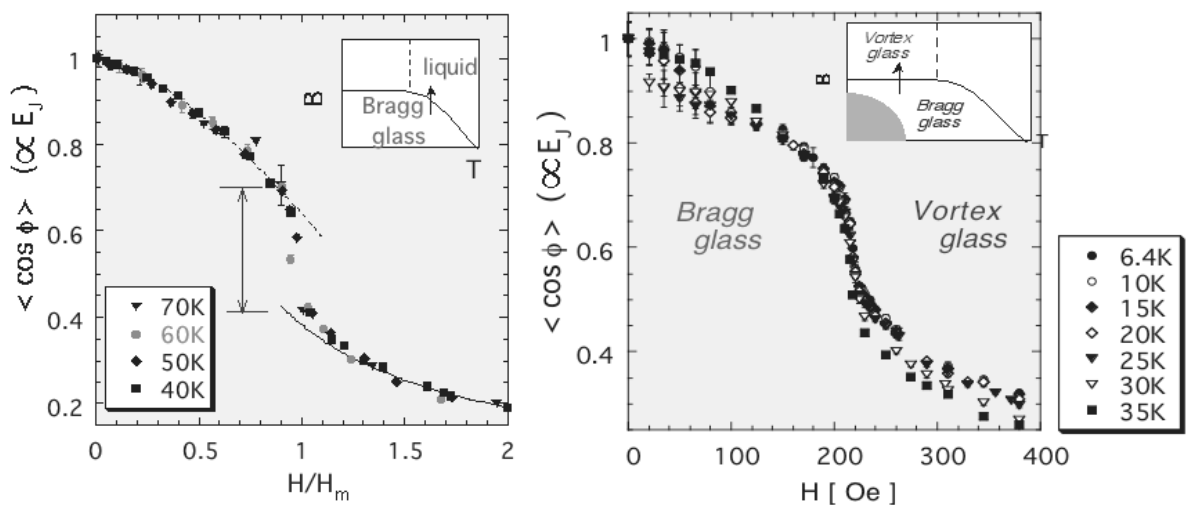 < cos ϕ > (∝ E_J)
1
0.8
0.6
0.4
0.2
0
0.5
1
1.5
2
H/H_m
B
liquid
Bragg
glass
T
70K
60K
50K
40K
< cos ϕ > (∝ E_J)
1
0.8
0.6
0.4
0
100
200
300
400
H [ Oe ]
B
Vortex
glass
Bragg
glass
T
Bragg
glass
Vortex
glass
6.4K
10K
15K
20K
25K
30K
35K